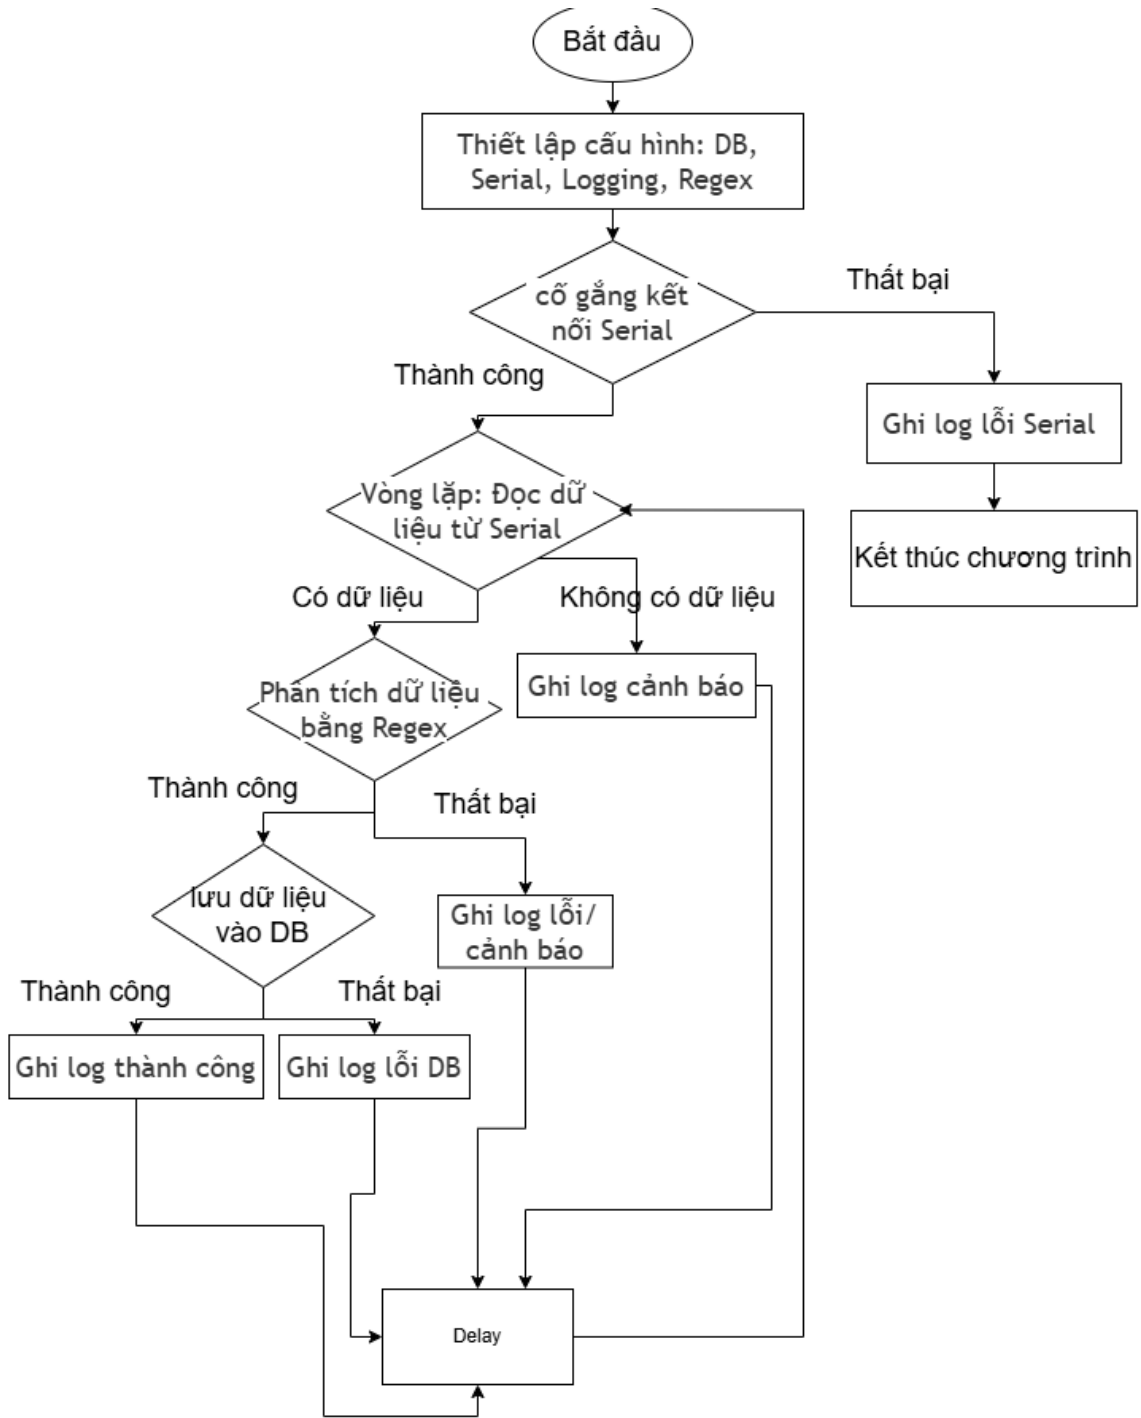 Bắt đầu
Thiết lập cấu hình: DB,
Serial, Logging, Regex
cố gắng kết
nối Serial
Thất bại
Thành công
Ghi log lỗi Serial
Vòng lặp: Đọc dữ
liệu từ Serial
Kết thúc chương trình
Có dữ liệu
Không có dữ liệu
Phân tích dữ liệu
bằng Regex
Ghi log cảnh báo
Thành công
Thất bại
lưu dữ liệu
vào DB
Ghi log lỗi/
cảnh báo
Thành công
Thất bại
Ghi log thành công
Ghi log lỗi DB
Delay